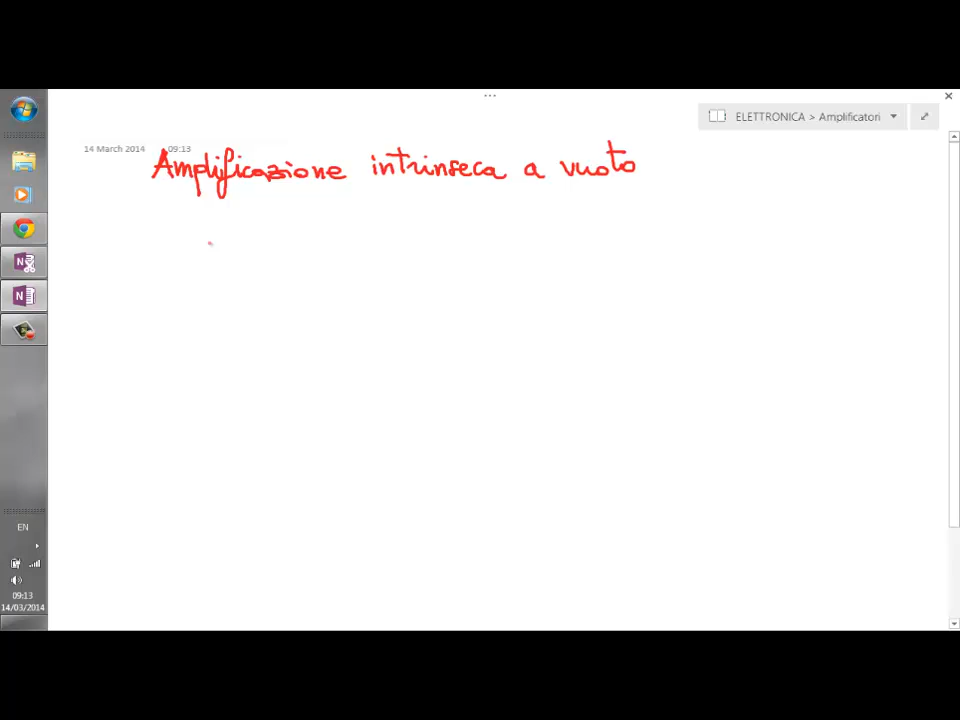 ...
ELETTRONICA > Amplificatori
14 March 2014 09:13
Amplificazione intrinseca a vuoto
EN
09:13
14/03/2014